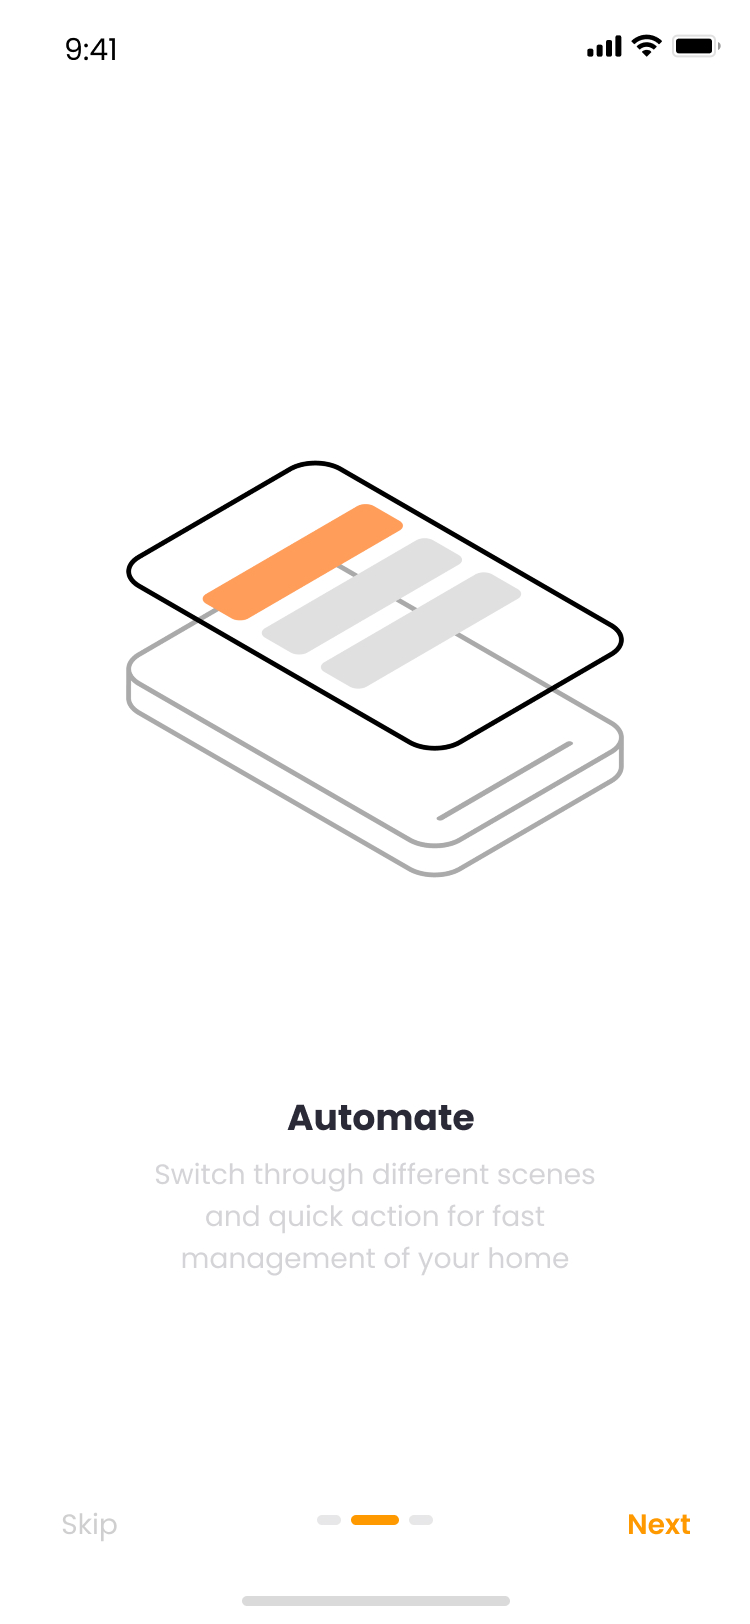 9:41
Automate
Switch through different scenes
and quick action for fast
management of your home
Skip
Next